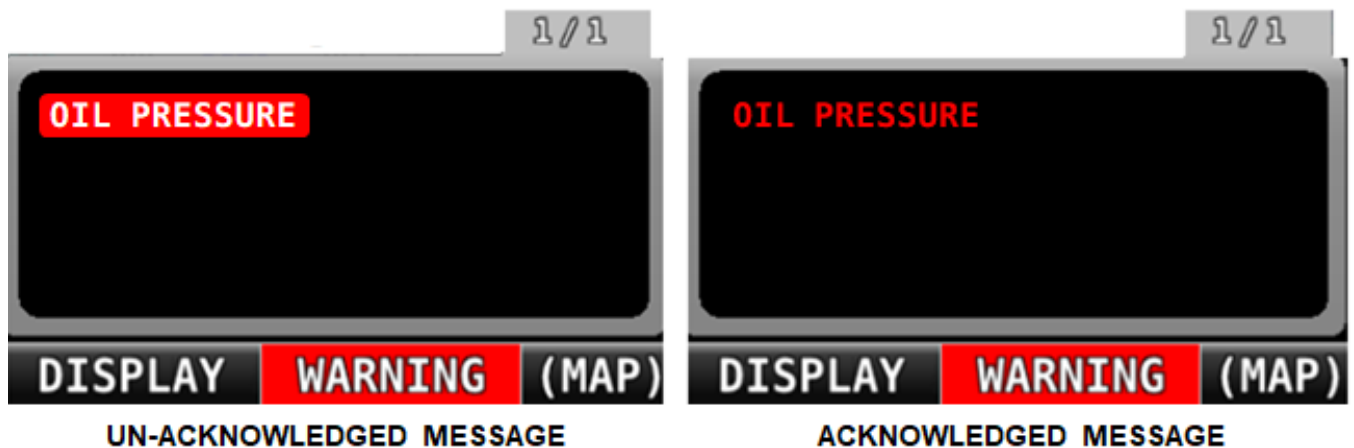 1/1 1/1
OIL PRESSURE OIL PRESSURE
DISPLAY WARNING (MAP) DISPLAY WARNING (MAP)
UN-ACKNOWLEDGED MESSAGE ACKNOWLEDGED MESSAGE